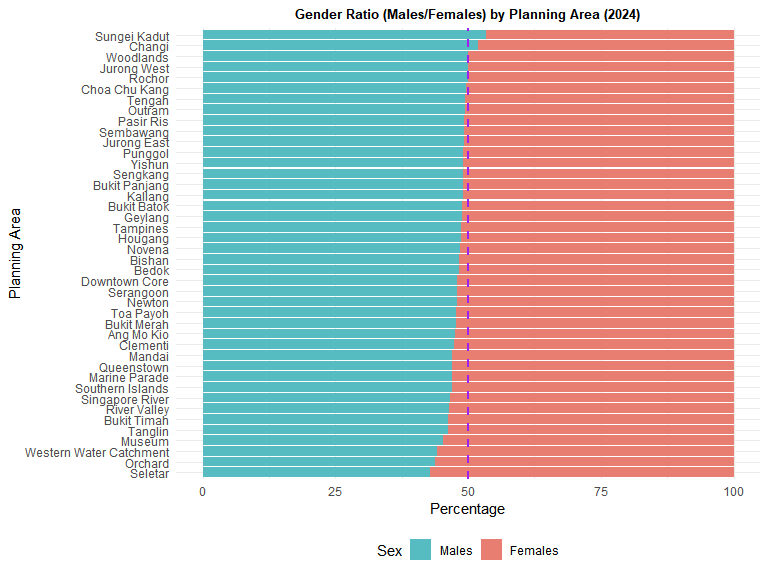 Gender Ratio (Males/Females) by Planning Area (2024)
Planning Area
Sungei Kadut
Changi
Woodlands
Jurong West
Rochor
Choa Chu Kang
Tengah
Outram
Pasir Ris
Sembawang
Jurong East
Punggol
Yishun
Sengkang
Bukit Panjang
Kallang
Bukit Batok
Geylang
Tampines
Hougang
Novena
Bishan
Bedok
Downtown Core
Serangoon
Newton
Toa Payoh
Bukit Merah
Ang Mo Kio
Clementi
Mandai
Queenstown
Marine Parade
Southern Islands
Singapore River
River Valley
Bukit Timah
Tanglin
Museum
Western Water Catchment
Orchard
Seletar
0 25 50 75 100
Percentage
Sex Males Females